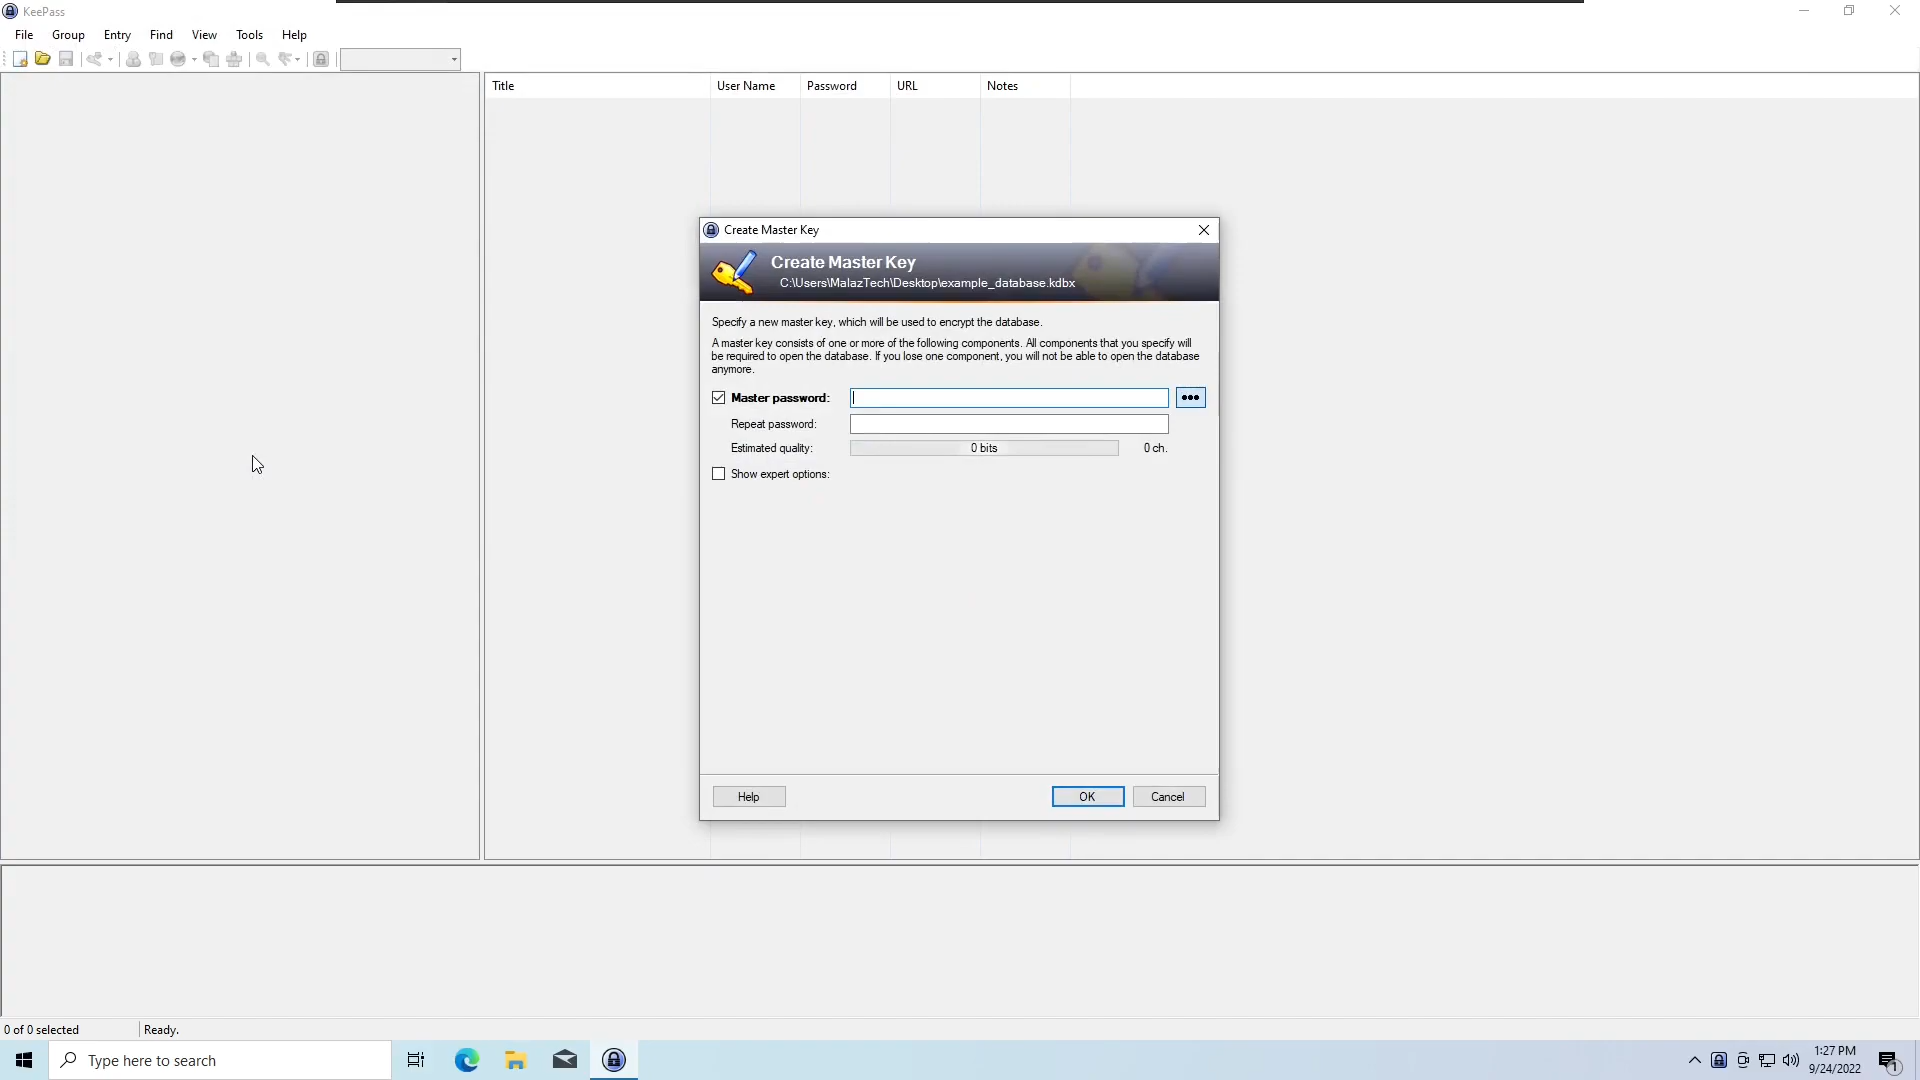 KeePass
File Group Entry Find View Tools Help
Title User Name Password URL Notes
Create Master Key
Create Master Key
C:\Users\MalazTech\Desktop\example_database.kdbx
Specify a new master key, which will be used to encrypt the database.
A master key consists of one or more of the following components. All components that you specify will
be required to open the database. If you lose one component, you will not be able to open the database
anymore.
Master password:
Repeat password:
Estimated quality: 0 bits 0 ch.
Show expert options:
Help OK Cancel
0 of 0 selected Ready.
Type here to search
1:27 PM
9/24/2022
1